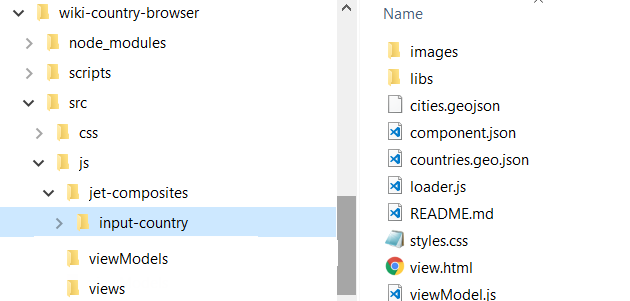 wiki-country-browser
node_modules
scripts
src
css
js
jet-composites
input-country
viewModels
views
Name
images
libs
cities.geojson
component.json
countries.geo.json
loader.js
README.md
styles.css
view.html
viewModel.js